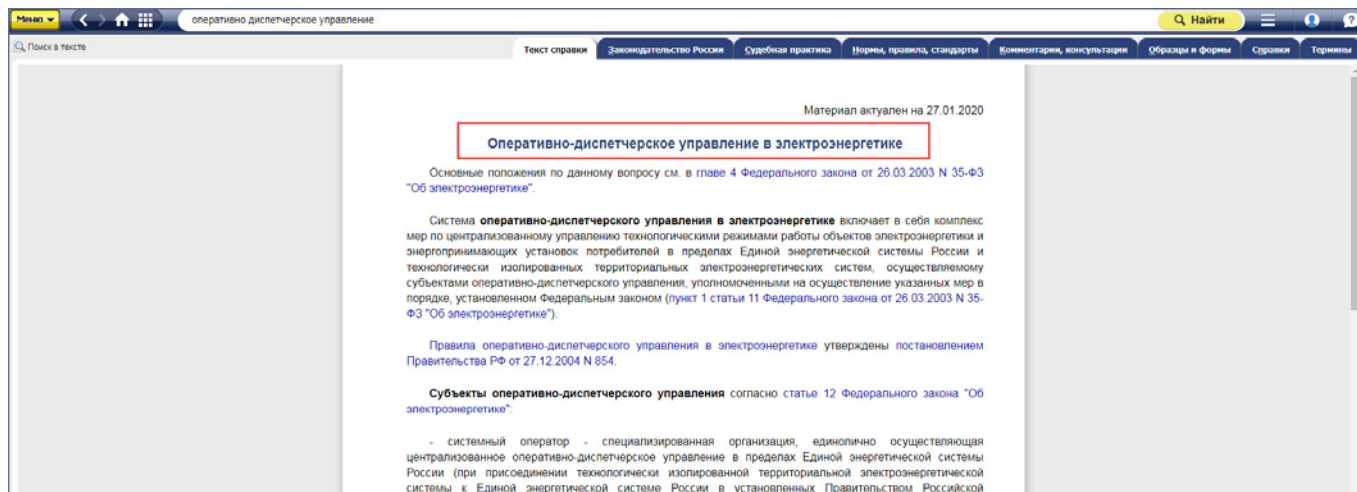 Меню
оперативно диспетчерское управление
Найти
Поиск в тексте
Текст справки
Законодательство России
Судебная практика
Нормы, правила, стандарты
Комментарии, консультации
Образцы и формы
Справки
Термины
Материал актуален на 27.01.2020
Оперативно-диспетчерское управление в электроэнергетике
Основные положения по данному вопросу см. в главе 4 Федерального закона от 26.03.2003 N 35-ФЗ
"Об электроэнергетике".
Система оперативно-диспетчерского управления в электроэнергетике включает в себя комплекс
мер по централизованному управлению технологическими режимами работы объектов электроэнергетики и
энергопринимающих установок потребителей в пределах Единой энергетической системы России и
технологически изолированных территориальных электроэнергетических систем, осуществляемому
субъектами оперативно-диспетчерского управления, уполномоченными на осуществление указанных мер в
порядке, установленном Федеральным законом (пункт 1 статьи 11 Федерального закона от 26.03.2003 N 35-
ФЗ "Об электроэнергетике").
Правила оперативно-диспетчерского управления в электроэнергетике утверждены постановлением
Правительства РФ от 27.12.2004 N 854.
Субъекты оперативно-диспетчерского управления согласно статье 12 Федерального закона "Об
электроэнергетике":
- системный оператор - специализированная организация, единолично осуществляющая
централизованное оперативно-диспетчерское управление в пределах Единой энергетической системы
России (при присоединении технологически изолированной территориальной электроэнергетической
системы к Единой энергетической системе России в установленных Правительством Российской